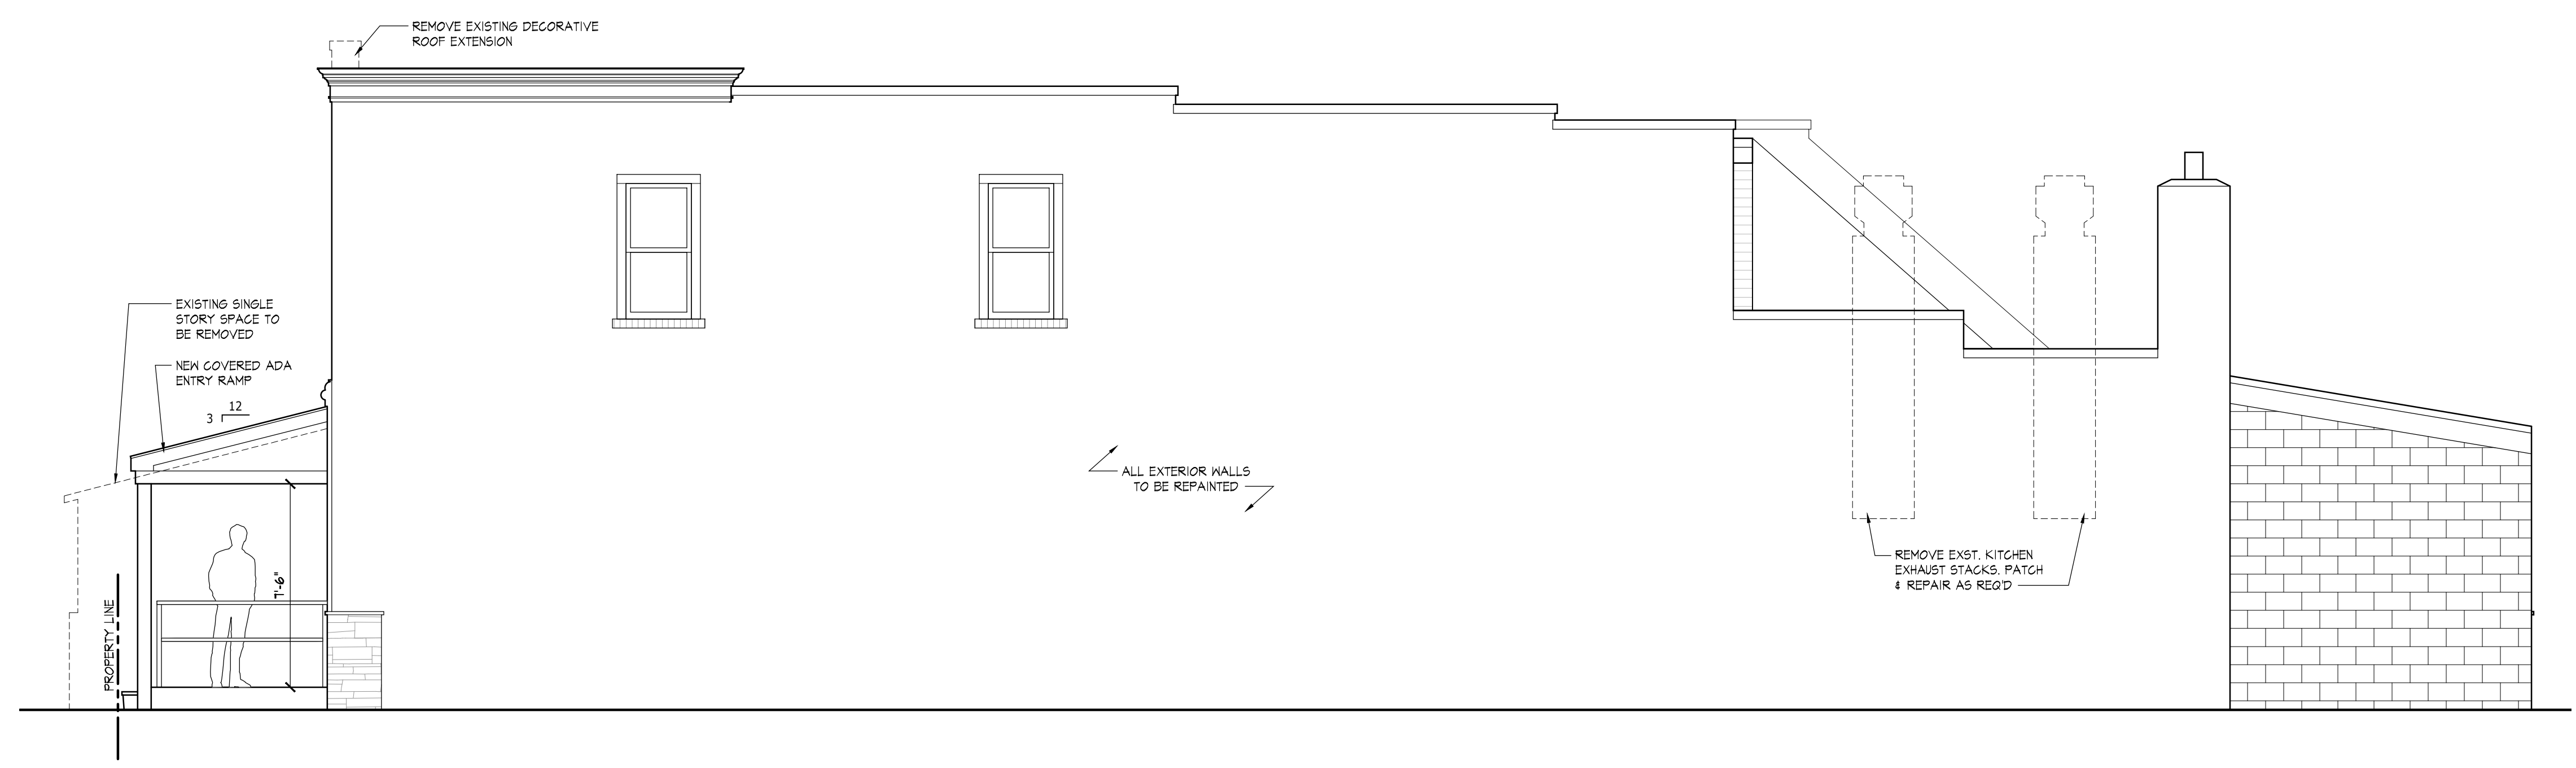 REMOVE EXISTING DECORATIVE
ROOF EXTENSION
EXISTING SINGLE
STORY SPACE TO
BE REMOVED
NEW COVERED ADA
ENTRY RAMP
12
3
7'-6"
PROPERTY LINE
ALL EXTERIOR WALLS
TO BE REPAINTED
REMOVE EXST. KITCHEN
EXHAUST STACKS. PATCH
& REPAIR AS REQ'D